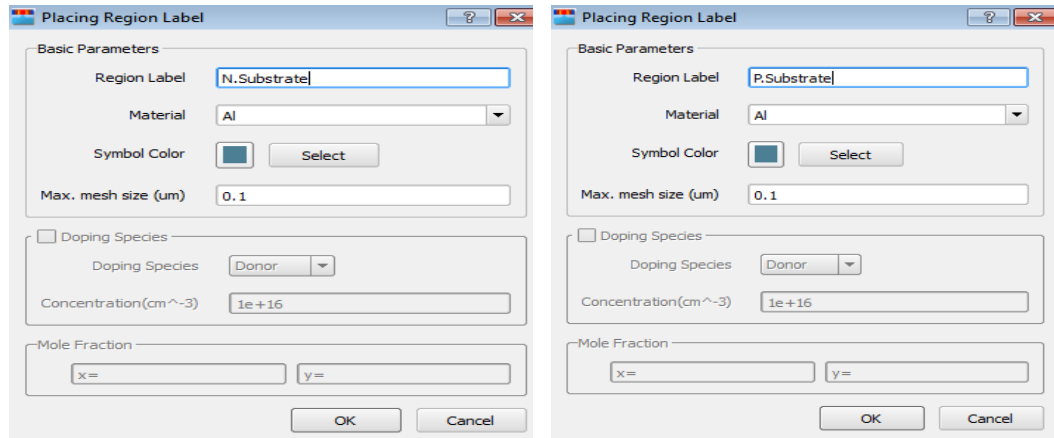 Placing Region Label
Basic Parameters
Region Label N.Substrate
Material Al
Symbol Color Select
Max. mesh size (um) 0.1
Doping Species
Doping Species Donor
Concentration(cm^-3) 1e+16
Mole Fraction
x= y=
OK Cancel
Placing Region Label
Basic Parameters
Region Label P.Substrate
Material Al
Symbol Color Select
Max. mesh size (um) 0.1
Doping Species
Doping Species Donor
Concentration(cm^-3) 1e+16
Mole Fraction
x= y=
OK Cancel